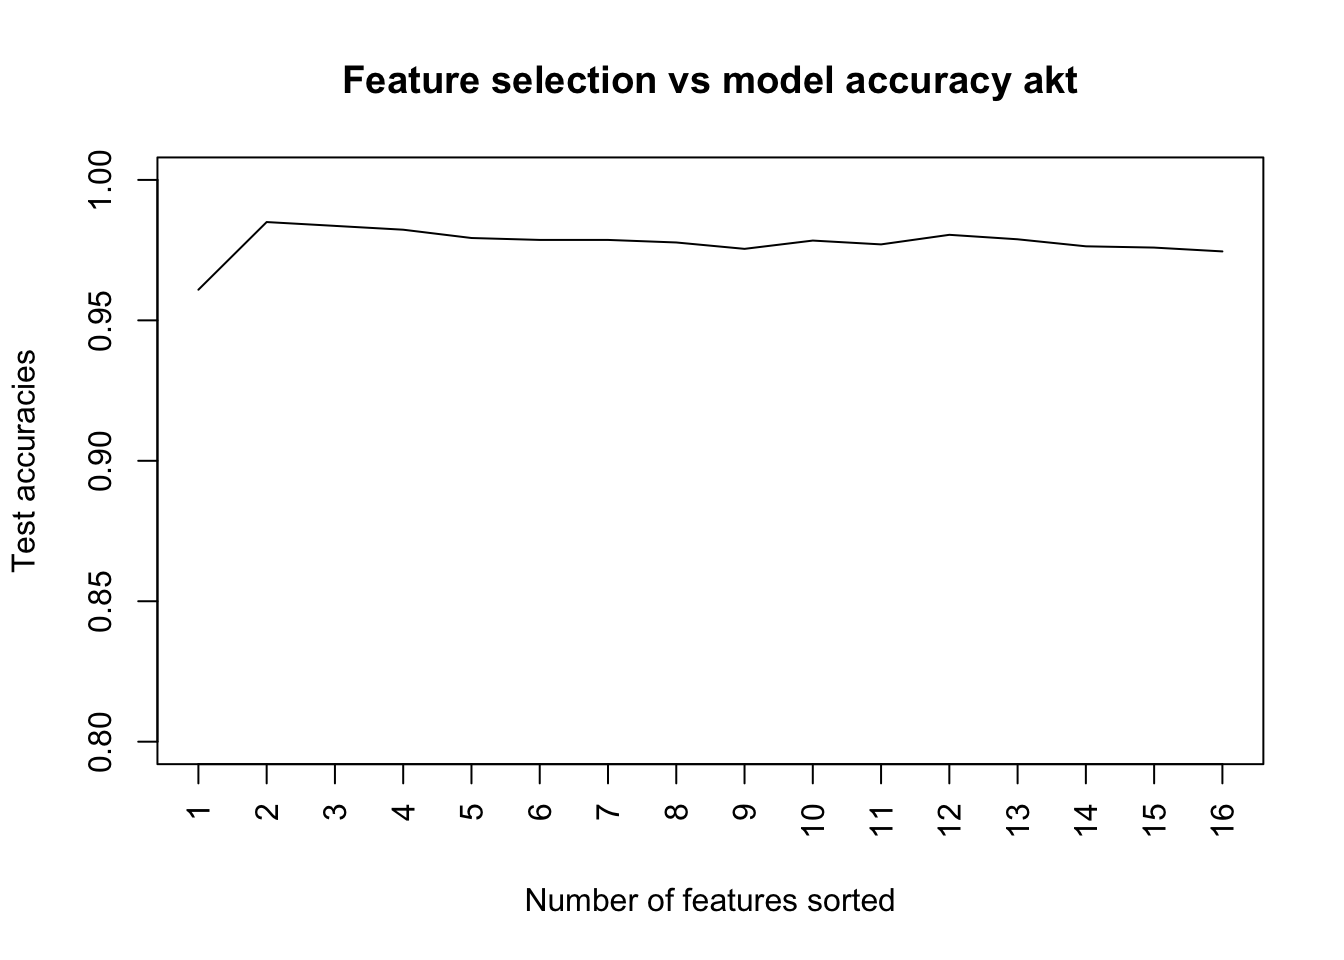 Feature selection vs model accuracy akt
1.00
0.95
0.90
0.85
0.80
Test accuracies
1 2 3 4 5 6 7 8 9 10 11 12 13 14 15 16
Number of features sorted